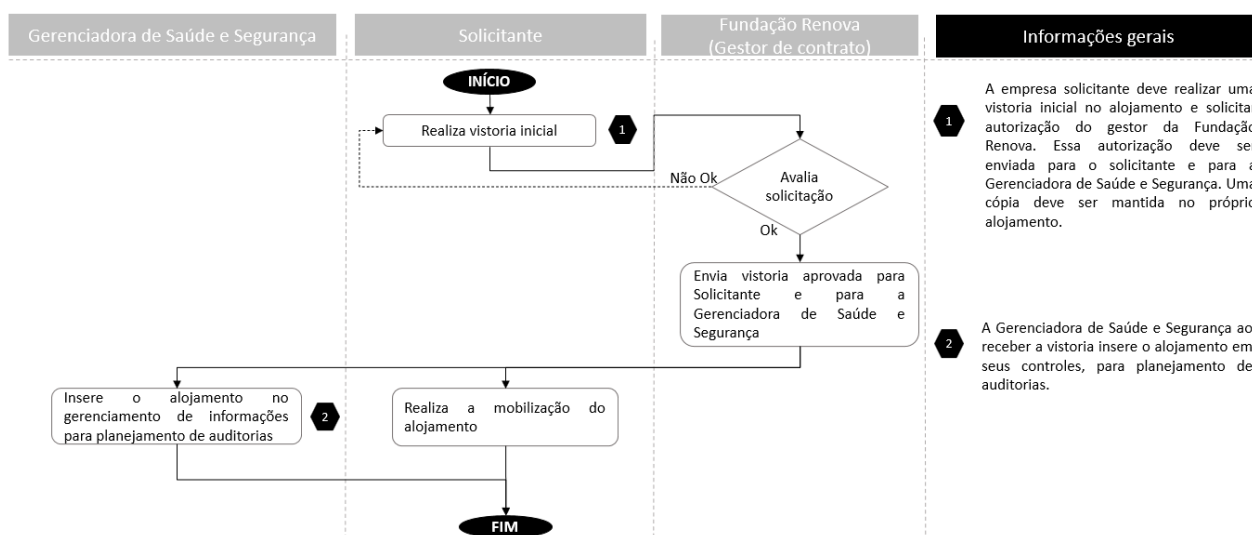 Gerenciadora de Saúde e Segurança
Solicitante
Fundação Renova
(Gestor de contrato)
Informações gerais
INÍCIO
Realiza vistoria inicial
1
Não Ok
Avalia
solicitação
Ok
Envia vistoria aprovada para
Solicitante e para a
Gerenciadora de Saúde e
Segurança
Insere o alojamento no
gerenciamento de informações
para planejamento de auditorias
2
Realiza a mobilização do
alojamento
FIM
1
A empresa solicitante deve realizar uma
vistoria inicial no alojamento e solicitar
autorização do gestor da Fundação
Renova. Essa autorização deve ser
enviada para o solicitante e para a
Gerenciadora de Saúde e Segurança. Uma
cópia deve ser mantida no próprio
alojamento.
2
A Gerenciadora de Saúde e Segurança ao
receber a vistoria insere o alojamento em
seus controles, para planejamento de
auditorias.